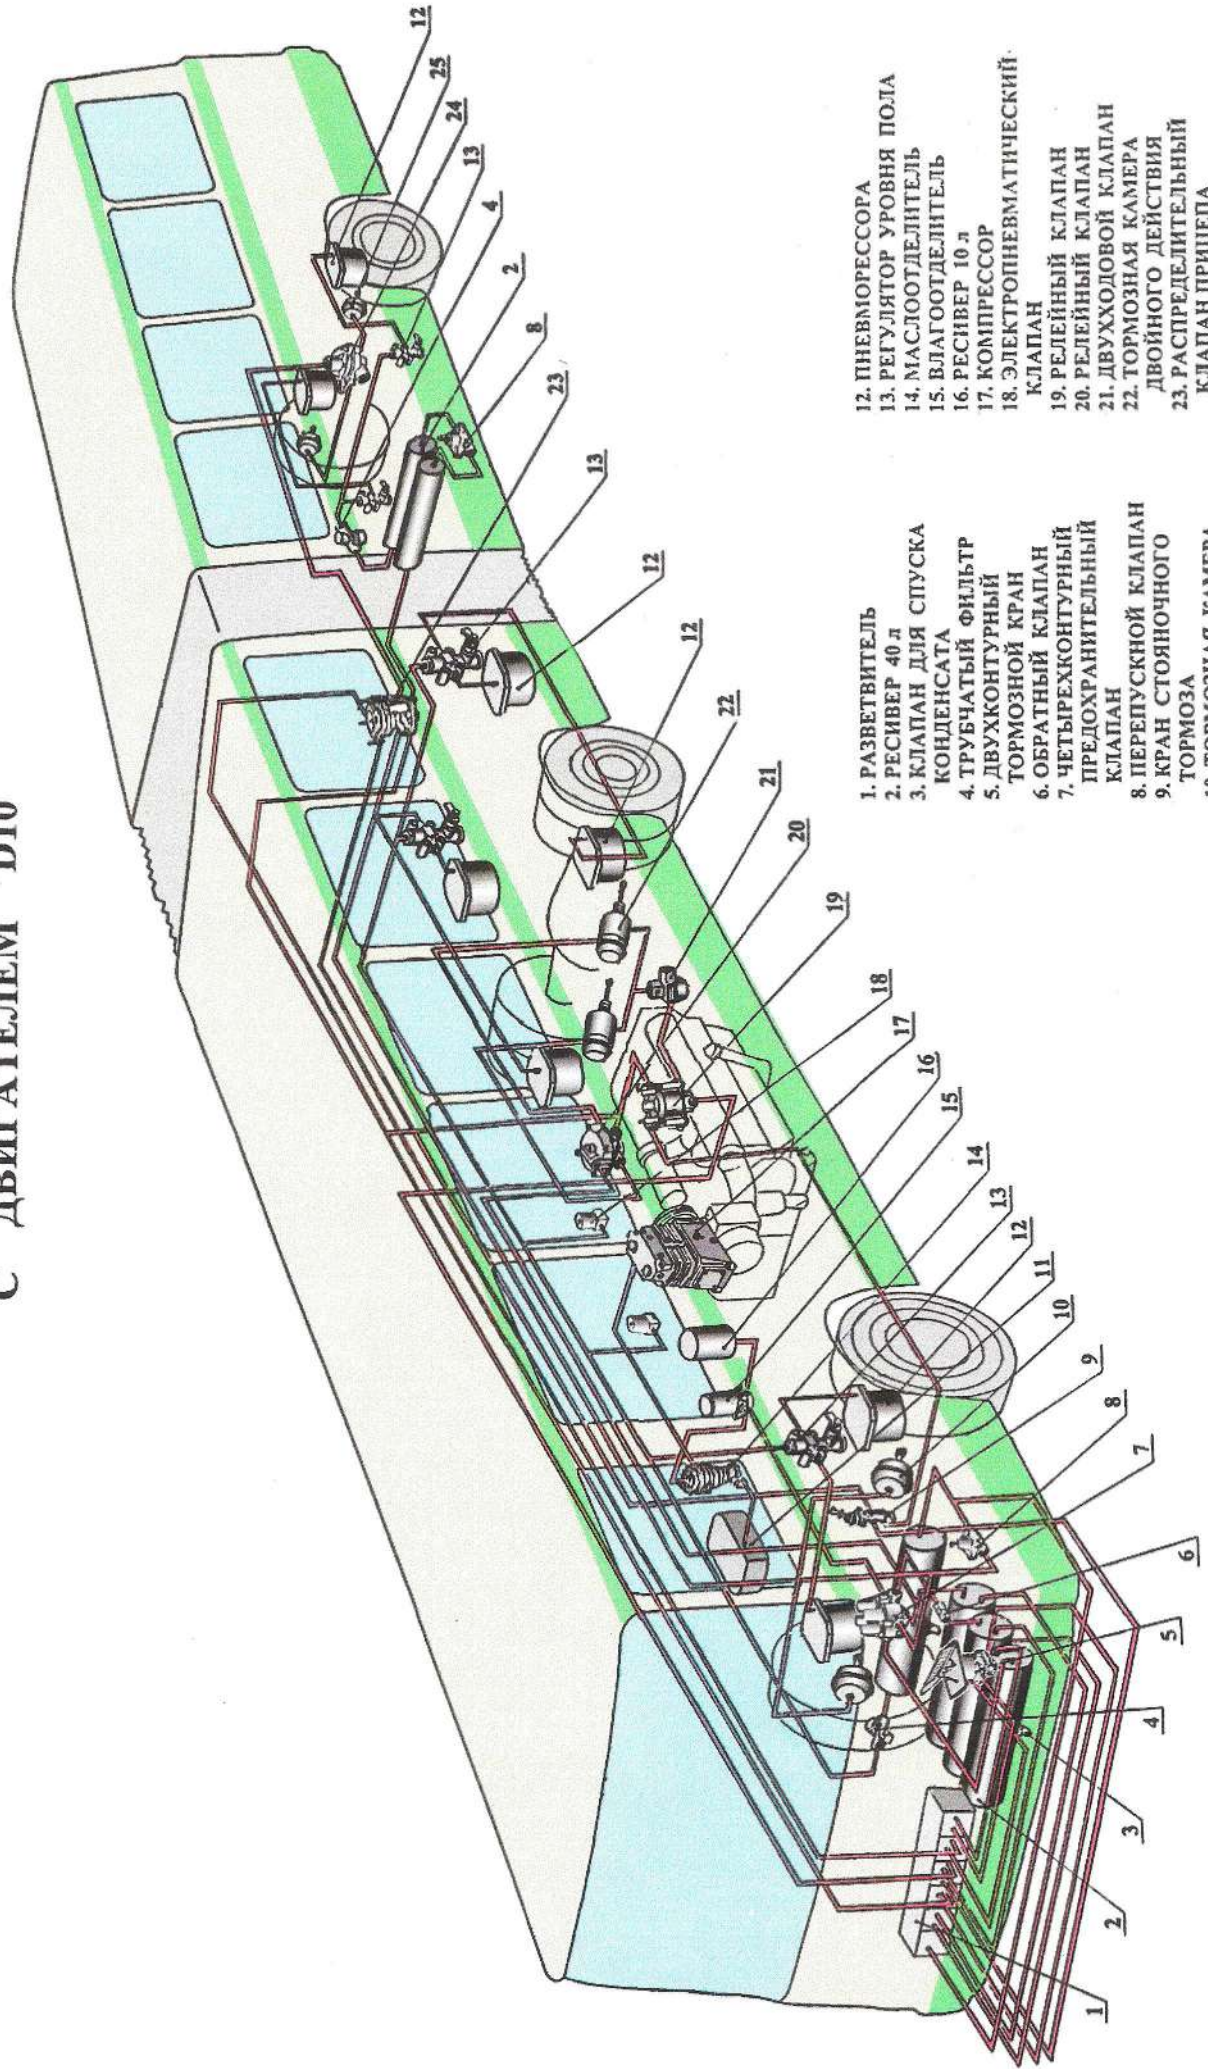 С ДВИГАТЕЛЕМ D10
12
25
24
13
4
2
8
23
13
12
12
22
21
20
19
18
17
16
15
14
13
12
11
10
9
8
7
6
5
4
3
2
1
1. РАЗВЕТВИТЕЛЬ
2. РЕСИВЕР 40 л
3. КЛАПАН ДЛЯ СПУСКА
КОНДЕНСАТА
4. ТРУБЧАТЫЙ ФИЛЬТР
5. ДВУХКОНТУРНЫЙ
ТОРМОЗНОЙ КРАН
6. ОБРАТНЫЙ КЛАПАН
7. ЧЕТЫРЕХКОНТУРНЫЙ
ПРЕДОХРАНИТЕЛЬНЫЙ
КЛАПАН
8. ПЕРЕПУСКНОЙ КЛАПАН
9. КРАН СТОЯНОЧНОГО
ТОРМОЗА
10. ТОРМОЗНАЯ КАМЕРА
12. ПНЕВМОРЕССОРА
13. РЕГУЛЯТОР УРОВНЯ ПОЛА
14. МАСЛООТДЕЛИТЕЛЬ
15. ВЛАГООТДЕЛИТЕЛЬ
16. РЕСИВЕР 10 л
17. КОМПРЕССОР
18. ЭЛЕКТРОПНЕВМАТИЧЕСКИЙ
КЛАПАН
19. РЕЛЕЙНЫЙ КЛАПАН
20. РЕЛЕЙНЫЙ КЛАПАН
21. ДВУХХОДОВОЙ КЛАПАН
22. ТОРМОЗНАЯ КАМЕРА
ДВОЙНОГО ДЕЙСТВИЯ
23. РАСПРЕДЕЛИТЕЛЬНЫЙ
КЛАПАН ПРИЦЕПА